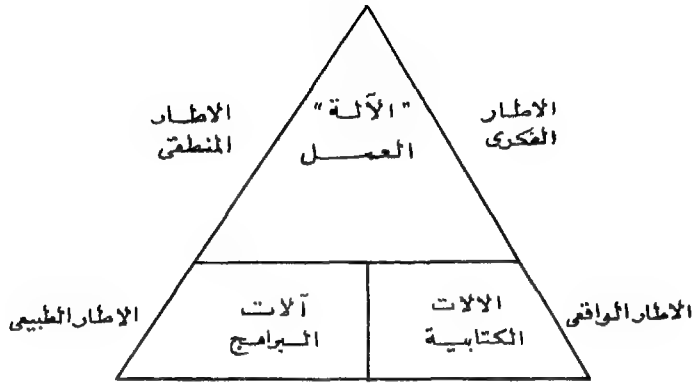 "الآلة"
العمل
الاطار
الفكرى
الاطار
المنطقى
الالات
الكتابية
آلات
البرامج
الاطار الواقعى
الاطار الطبيعى